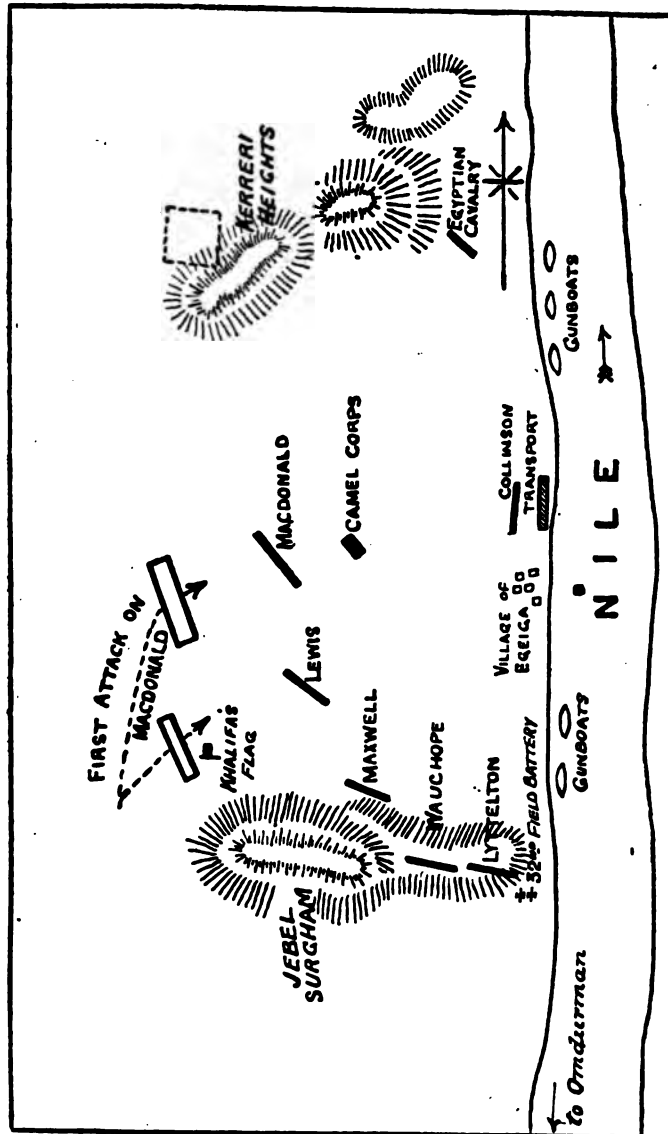 FIRST ATTACK ON
MACDONALD
KERRERI
HEIGHTS
KHALIFAS
FLAG
JEBEL
SURGHAM
MACDONALD
LEWIS
CAMEL CORPS
MAXWELL
WAUCHOPE
LYTTELTON
32ND FIELD BATTERY
EGYPTIAN
CAVALRY
VILLAGE OF
EGEIGA
COLLINSON
TRANSPORT
GUNBOATS
GUNBOATS
NILE
to Omdurman